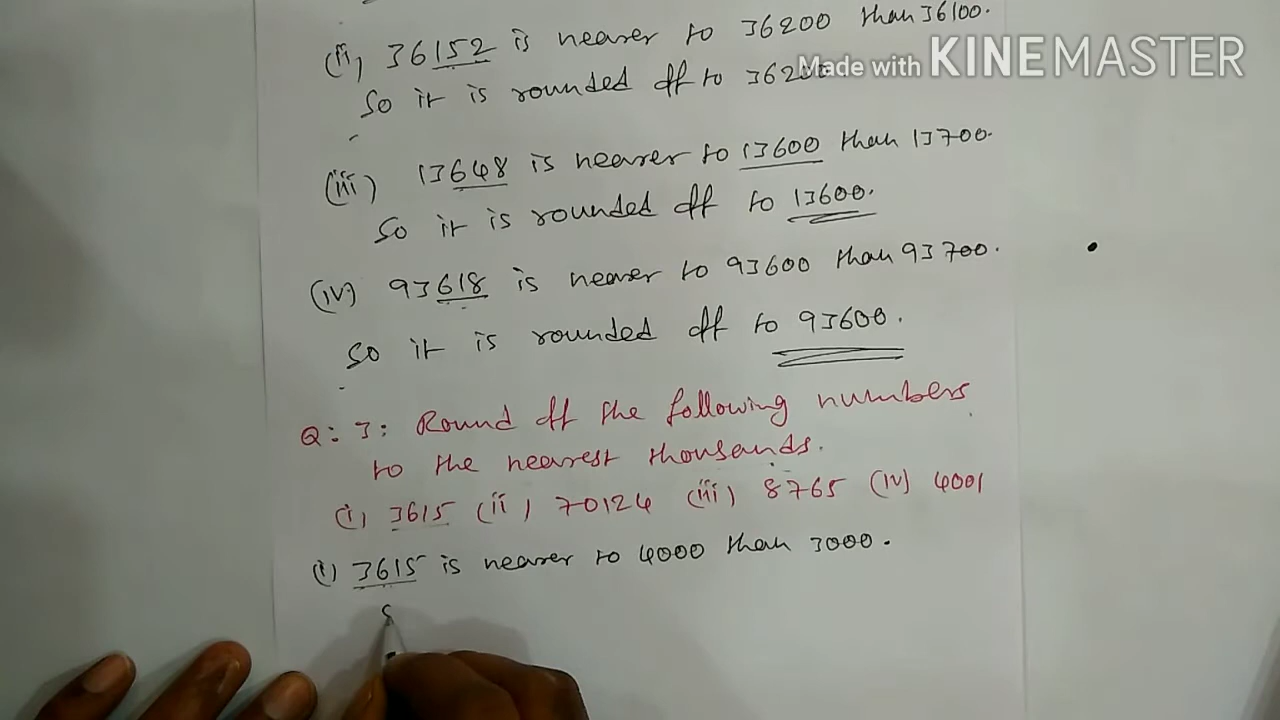 (ii) 36152 is nearer to 36200 than 36100.
Made with KINEMASTER
So it is rounded off to 36200
(iii) 13648 is nearer to 13600 than 13700.
So it is rounded off to 13600.
(iv) 93618 is nearer to 93600 than 93700.
So it is rounded off to 93600.
Q: 3: Round off the following numbers
to the nearest thousands.
(i) 3615 (ii) 70124 (iii) 8765 (iv) 4001
(i) 3615 is nearer to 4000 than 3000.
S